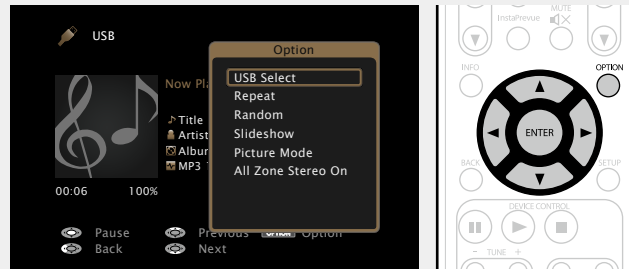 USB
Option
Now Pl
USB Select
Repeat
Random
Slideshow
Picture Mode
All Zone Stereo On
Title
Artist
Albu
MP3
00:06 100%
Pause
Previous
OPTION Option
Back
Next
InstaPrevue
MUTE
INFO
OPTION
ENTER
BACK
SETUP
DEVICE CONTROL
- TUNE +